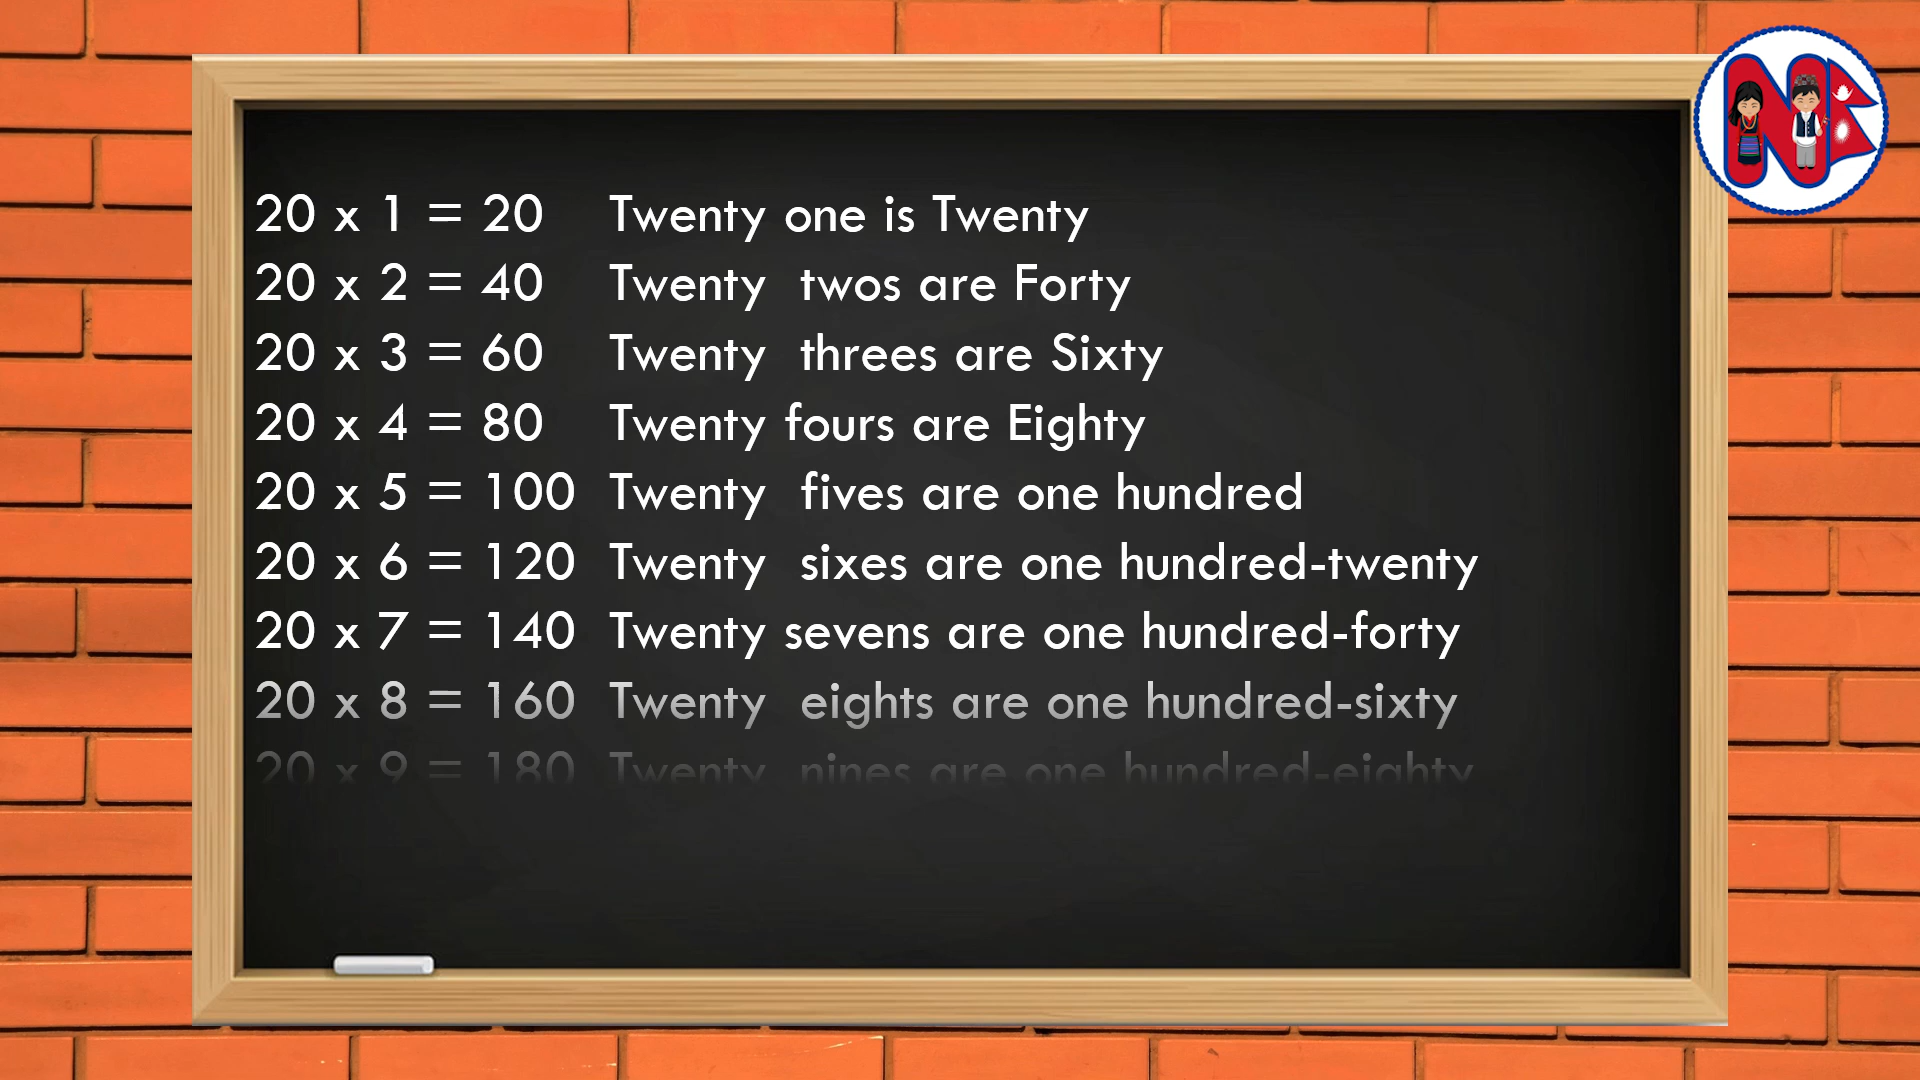 20 x 1 = 20 Twenty one is Twenty
20 x 2 = 40 Twenty twos are Forty
20 x 3 = 60 Twenty threes are Sixty
20 x 4 = 80 Twenty fours are Eighty
20 x 5 = 100 Twenty fives are one hundred
20 x 6 = 120 Twenty sixes are one hundred-twenty
20 x 7 = 140 Twenty sevens are one hundred-forty
20 x 8 = 160 Twenty eights are one hundred-sixty
20 x 9 = 180 Twenty nines are one hundred-eighty